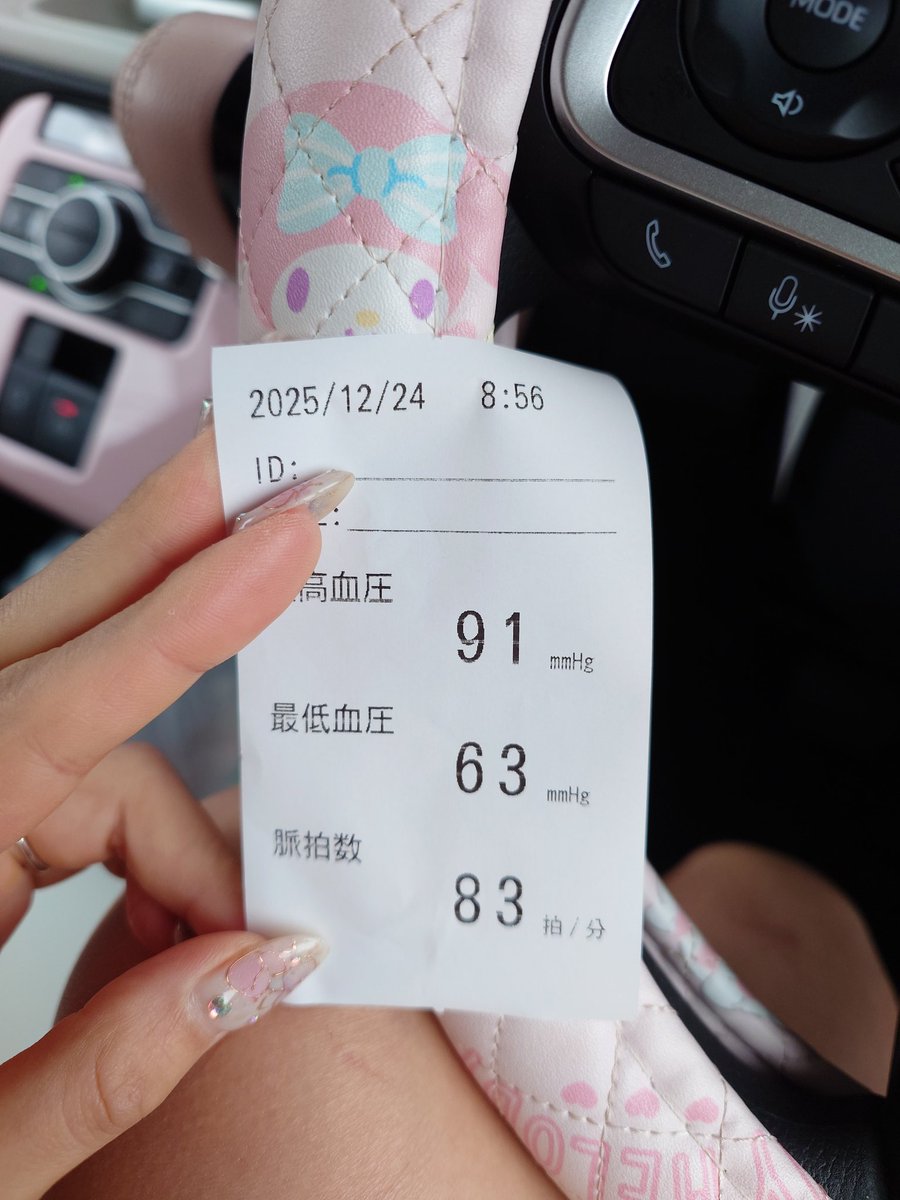 MODE
2025/12/24 8:56
ID:
高血圧
91 mmHg
最低血圧
63 mmHg
脈拍数
83 拍/分